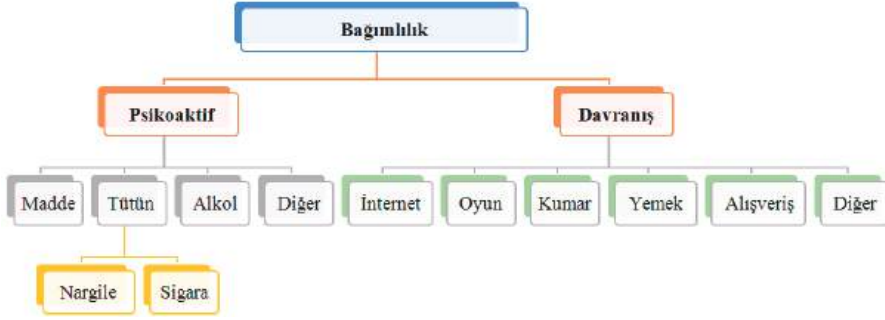 Bağımlılık
Psikoaktif
Davranış
Madde
Tütün
Alkol
Diğer
İnternet
Oyun
Kumar
Yemek
Alışveriş
Diğer
Nargile
Sigara